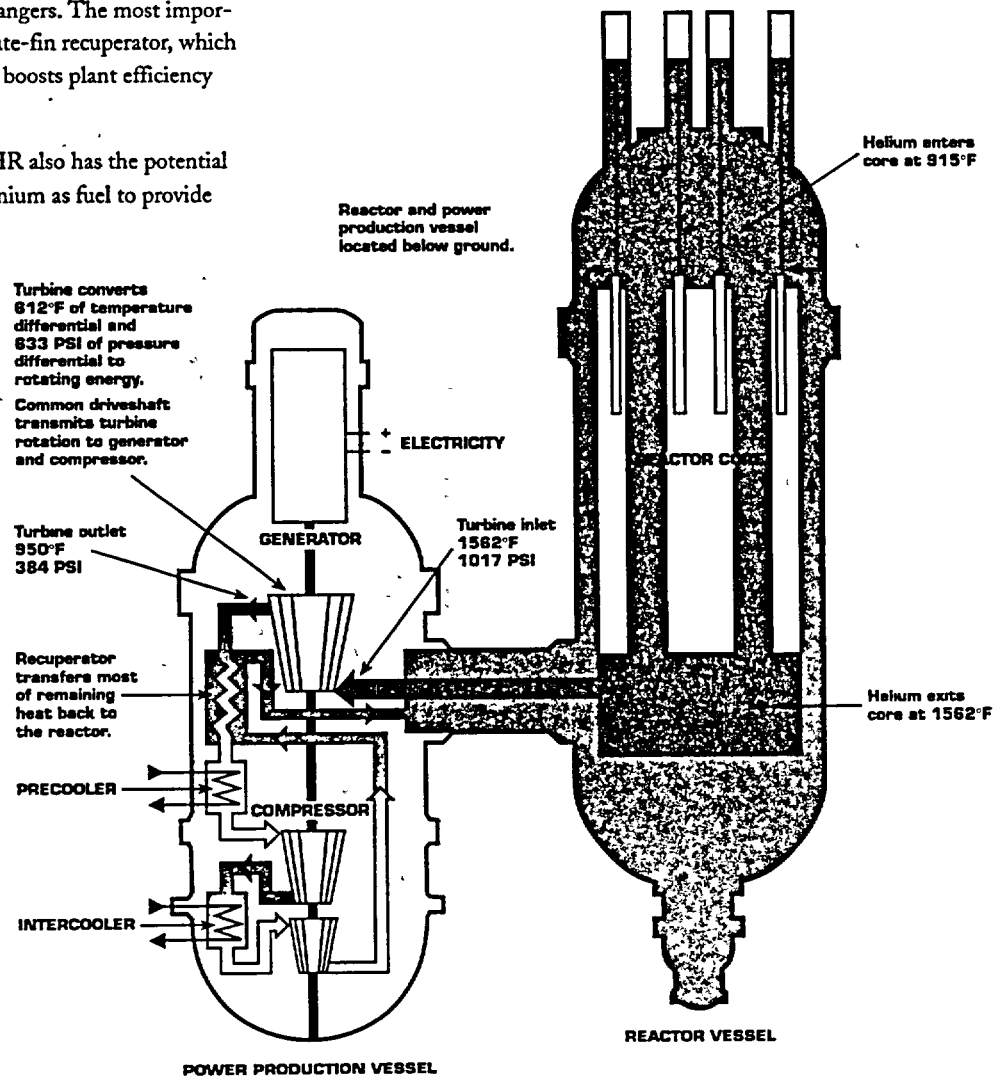 angers. The most impor-
te-fin recuperator, which
boosts plant efficiency
HR also has the potential
nium as fuel to provide
Reactor and power
production vessel
located below ground.
Helium enters
core at 915°F
Turbine converts
612°F of temperature
differential and
633 PSI of pressure
differential to
rotating energy.
Common driveshaft
transmits turbine
rotation to generator
and compressor.
+
-
ELECTRICITY
REACTOR CORE
Turbine outlet
950°F
384 PSI
GENERATOR
Turbine inlet
1562°F
1017 PSI
Recuperator
transfers most
of remaining
heat back to
the reactor.
Helium exits
core at 1562°F
PRECOOLER
COMPRESSOR
INTERCOOLER
REACTOR VESSEL
POWER PRODUCTION VESSEL